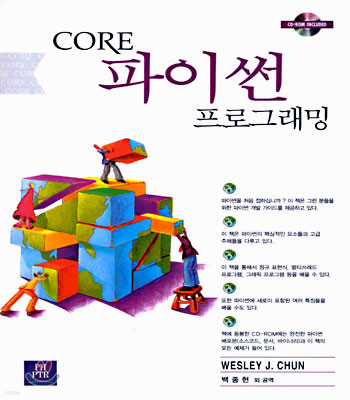 CD-ROM INCLUDED
CORE
파이썬
프로그래밍
파이썬을 처음 접하십니까? 이 책은 그런 분들을
위한 파이썬 개발 가이드를 제공하고 있다.
이 책은 파이썬의 핵심적인 요소들과 고급
주제들을 다루고 있다.
이 책을 통해서 정규 표현식, 멀티쓰레드
프로그램, 그래픽 프로그램 등을 배울 수 있다.
또한 파이썬에 새로이 포함된 여러 특징들을
배울 수도 있다.
책에 동봉한 CD-ROM에는 완전한 파이썬
배포본(소스코드, 문서, 바이너리)과 이 책의
모든 예제가 들어 있다.
WESLEY J. CHUN
백종현 외 공역
PH
PTR